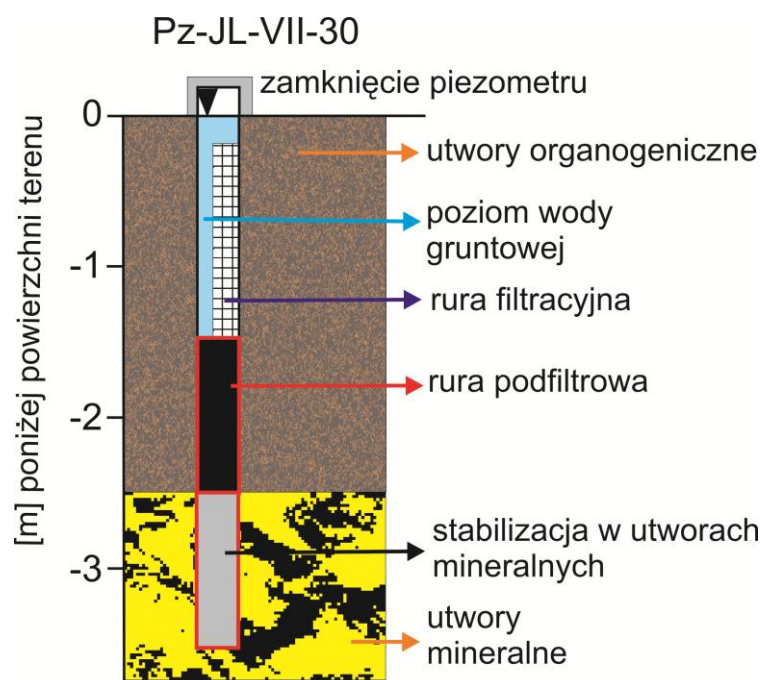 Pz-JL-VII-30
zamknięcie piezometru
0
utwory organogeniczne
poziom wody
gruntowej
-1
rura filtracyjna
rura podfiltrowa
-2
stabilizacja w utworach
mineralnych
-3
utwory
mineralne
[m] poniżej powierzchni terenu